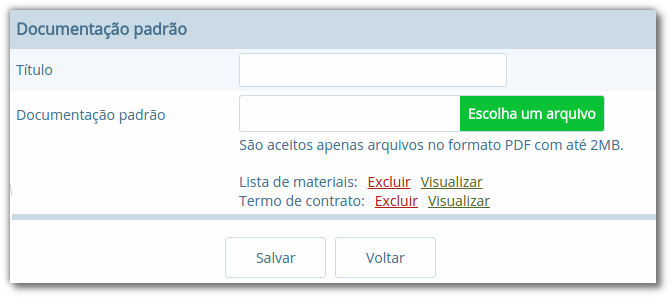 Documentação padrão
Título
Documentação padrão
Escolha um arquivo
São aceitos apenas arquivos no formato PDF com até 2MB.
Lista de materiais: Excluir Visualizar
Termo de contrato: Excluir Visualizar
Salvar Voltar